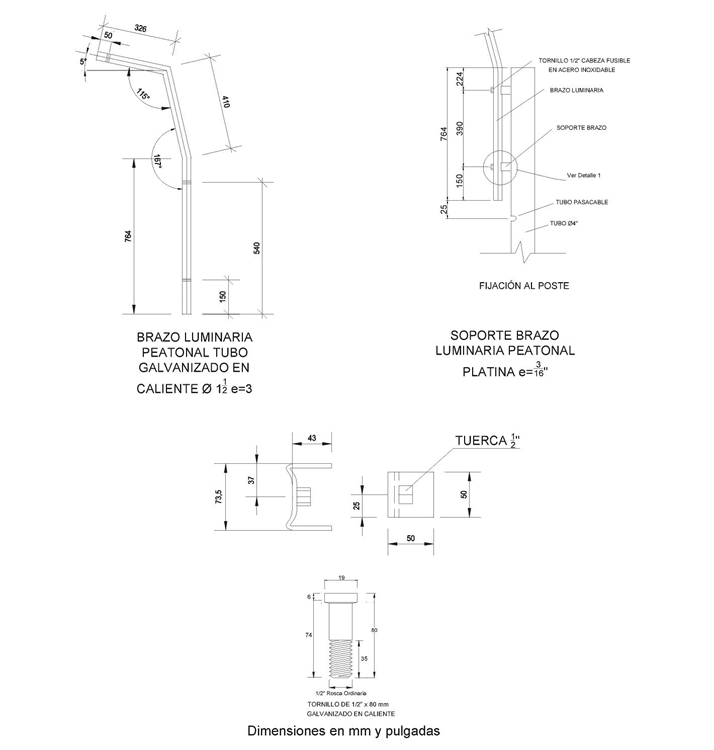 326
50
5°
115°
410
167°
764
540
150
BRAZO LUMINARIA
PEATONAL TUBO
GALVANIZADO EN
CALIENTE Ø 1 1/2 e=3
TORNILLO 1/2" CABEZA FUSIBLE
EN ACERO INOXIDABLE
BRAZO LUMINARIA
SOPORTE BRAZO
Ver Detalle 1
TUBO PASACABLE
TUBO Ø4"
224
764
390
150
25
FIJACIÓN AL POSTE
SOPORTE BRAZO
LUMINARIA PEATONAL
PLATINA e=3/16"
43
37
73,5
TUERCA 1/2"
25
50
50
19
6
74
80
35
1/2" Rosca Ordinaria
TORNILLO DE 1/2" x 80 mm
GALVANIZADO EN CALIENTE
Dimensiones en mm y pulgadas